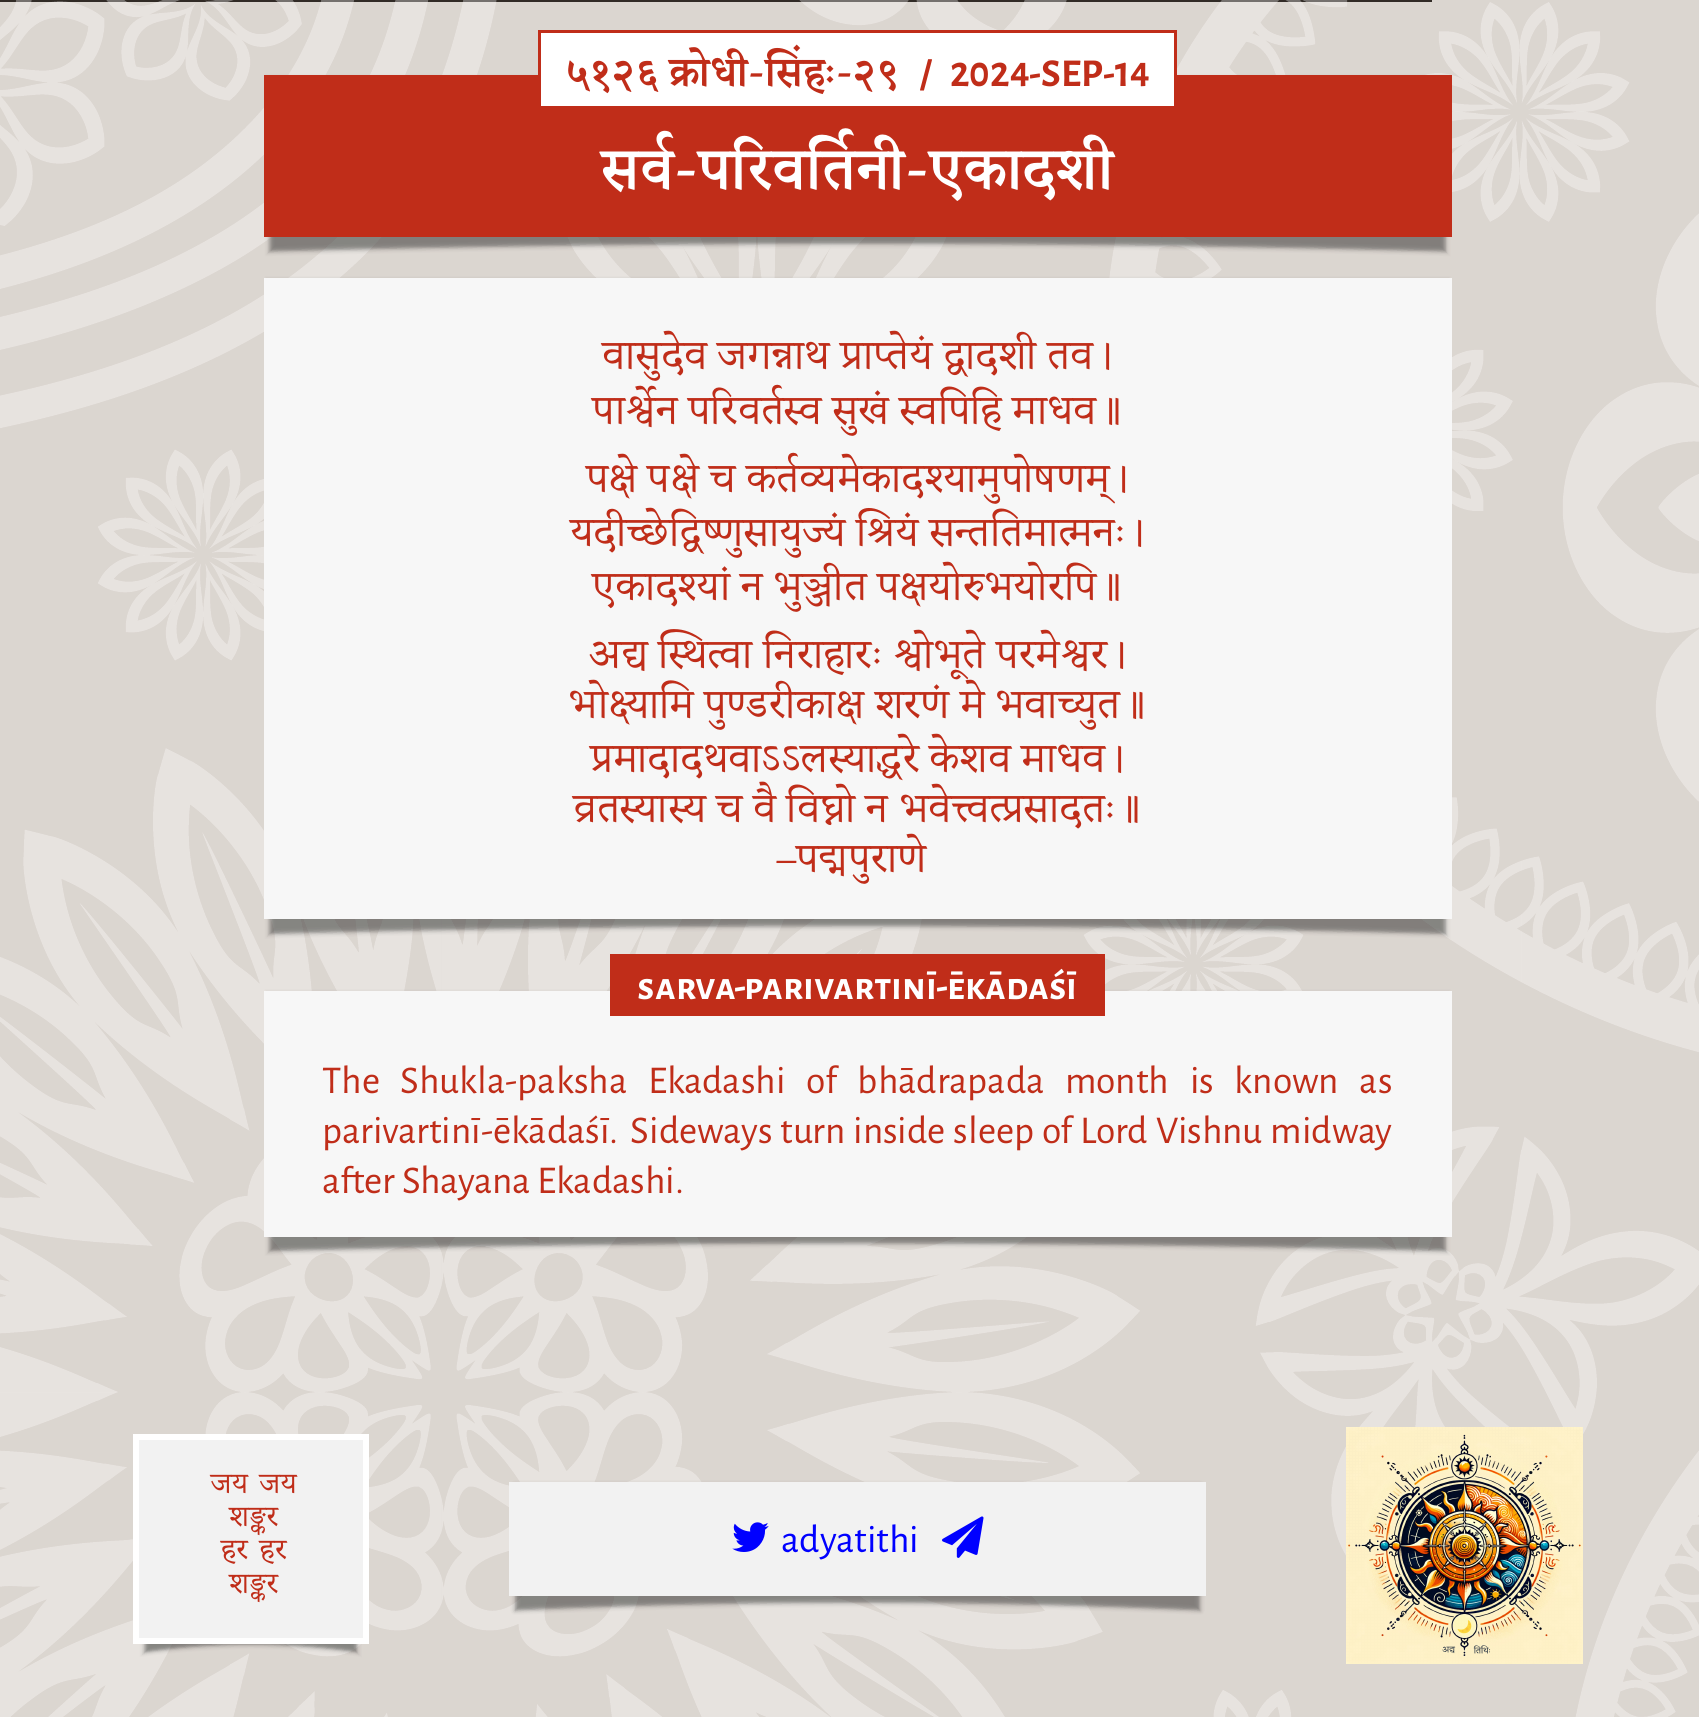 ५१२६ क्रोधी-सिंहः-२९ / 2024-SEP-14
सर्व-परिवर्तिनी-एकादशी
वासुदेव जगन्नाथ प्राप्तेयं द्वादशी तव।
पार्श्वेन परिवर्तस्व सुखं स्वपिहि माधव॥
पक्षे पक्षे च कर्तव्यमेकादश्यामुपोषणम्।
यदीच्छेद्विष्णुसायुज्यं श्रियं सन्ततिमात्मनः।
एकादश्यां न भुञ्जीत पक्षयोरुभयोरपि॥
अद्य स्थित्वा निराहारः श्वोभूते परमेश्वर।
भोक्ष्यामि पुण्डरीकाक्ष शरणं मे भवाच्युत॥
प्रमादादथवाऽऽलस्याद्धरे केशव माधव।
व्रतस्यास्य च वै विघ्नो न भवेत्त्वत्प्रसादतः॥
–पद्मपुराणे
SARVA-PARIVARTINĪ-ĒKĀDAŚĪ
The Shukla-paksha Ekadashi of bhādrapada month is known as
parivartinī-ēkādaśī. Sideways turn inside sleep of Lord Vishnu midway
after Shayana Ekadashi.
जय जय
शङ्कर
हर हर
शङ्कर
adyatithi
अद्य तिथिः